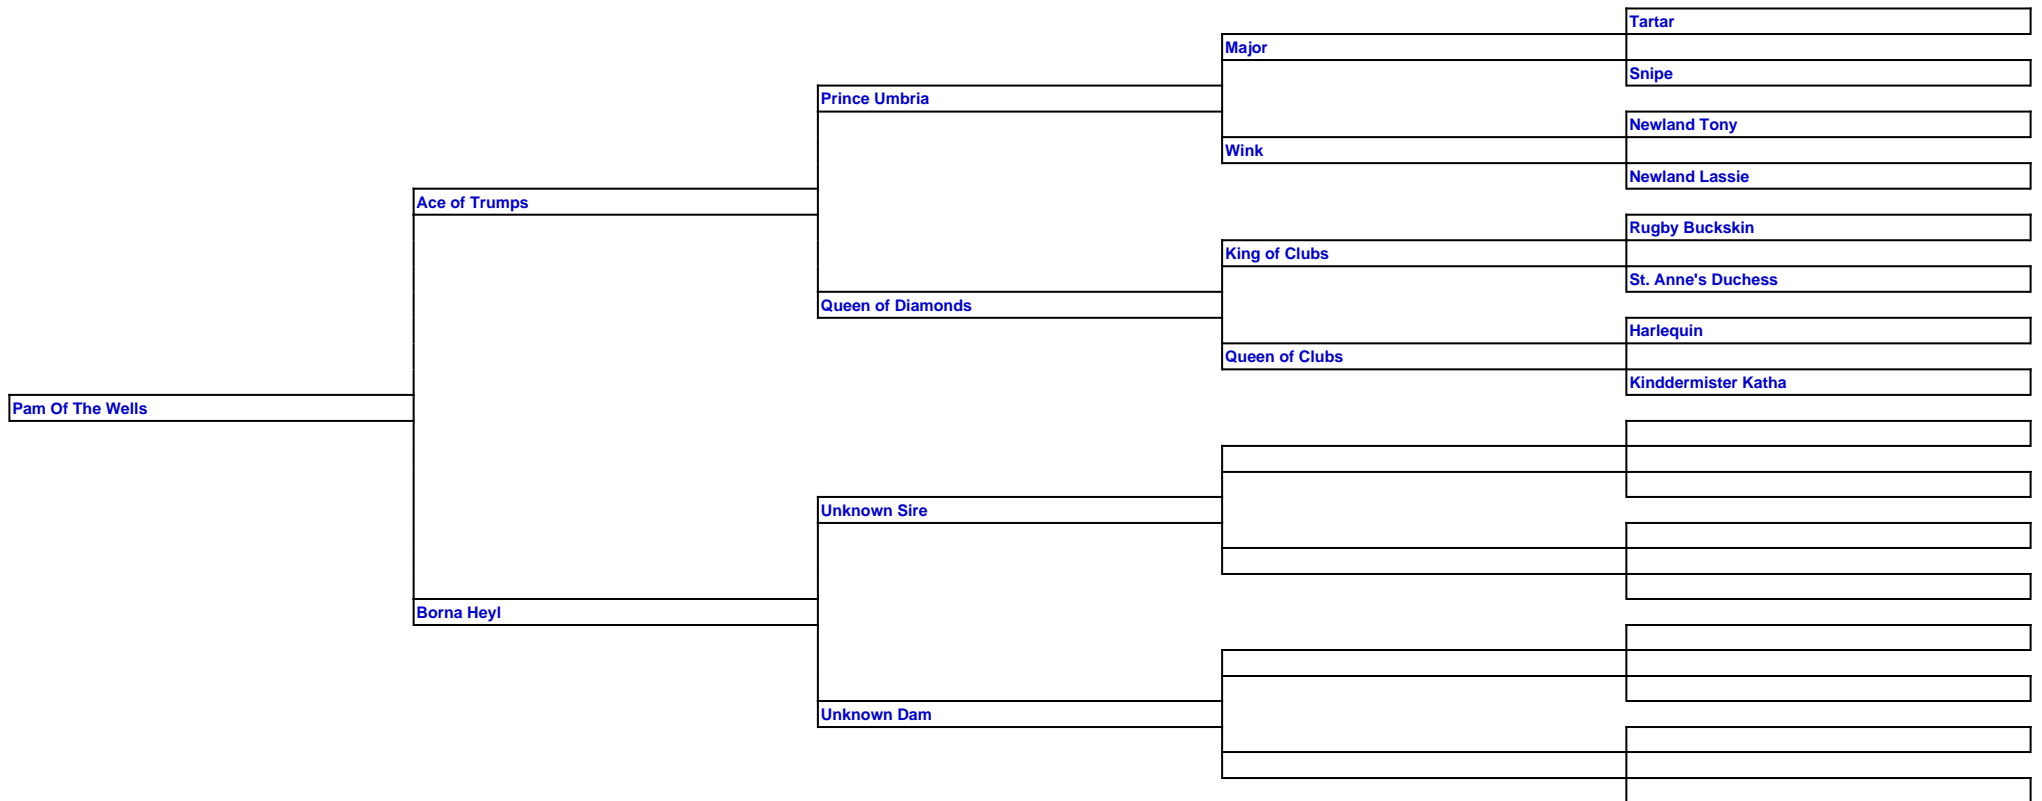 Tartar
Major
Snipe
Prince Umbria
Newland Tony
Wink
Newland Lassie
Ace of Trumps
Rugby Buckskin
King of Clubs
St. Anne's Duchess
Queen of Diamonds
Harlequin
Queen of Clubs
Kinddermister Katha
Pam Of The Wells
Unknown Sire
Borna Heyl
Unknown Dam